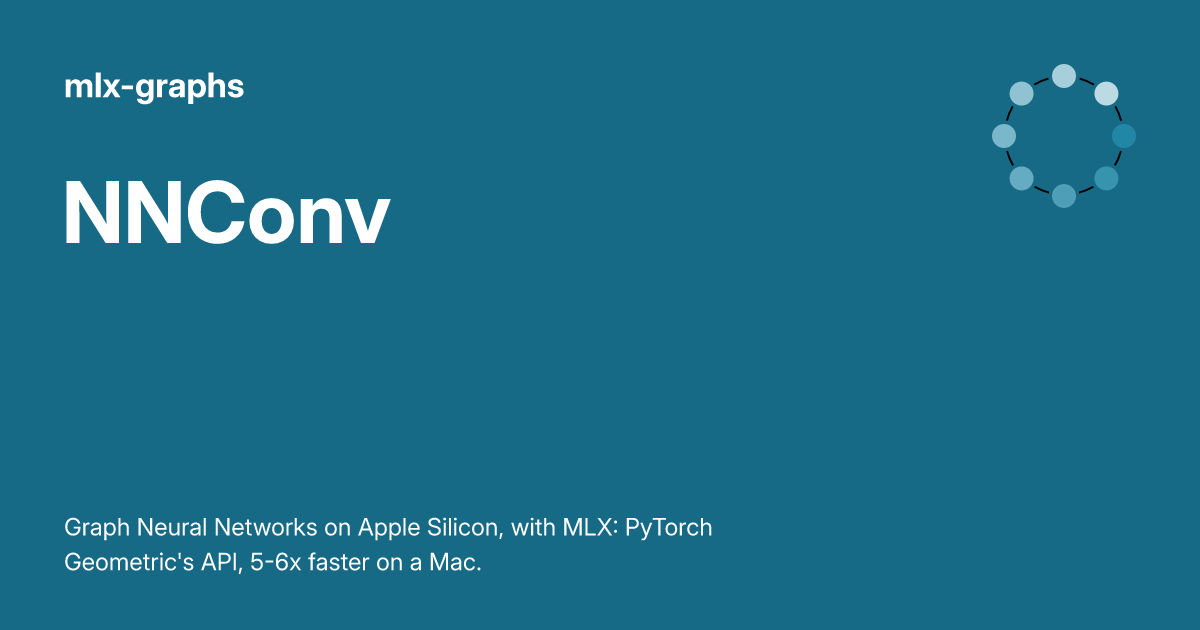 mlx-graphs
NNConv
Graph Neural Networks on Apple Silicon, with MLX: PyTorch
Geometric's API, 5-6x faster on a Mac.